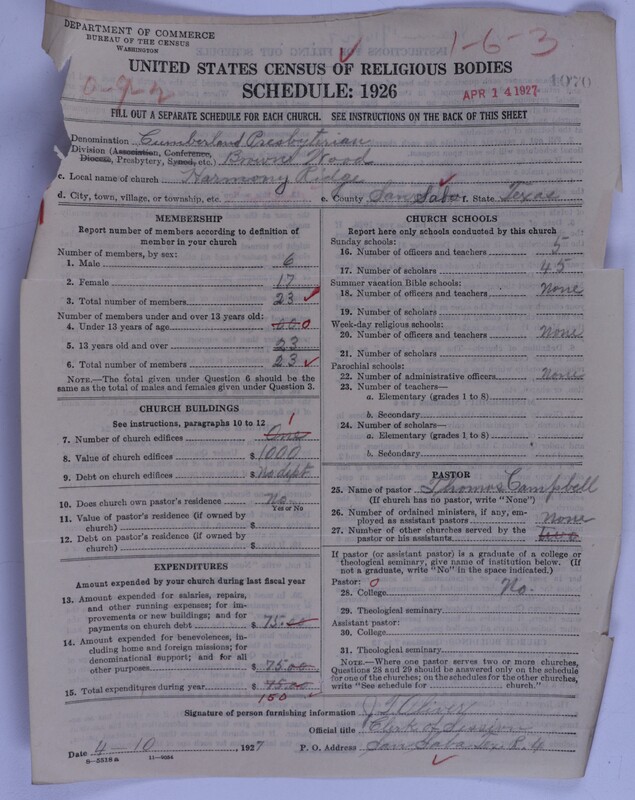 DEPARTMENT OF COMMERCE
BUREAU OF THE CENSUS
WASHINGTON
1-6-3
UNITED STATES CENSUS OF RELIGIOUS BODIES
1070
0-9-2
SCHEDULE: 1926
APR 14 1927
FILL OUT A SEPARATE SCHEDULE FOR EACH CHURCH. SEE INSTRUCTIONS ON THE BACK OF THIS SHEET
Denomination Cumberland Presbyterian
Division (Association, Conference, Diocese, Presbytery, Synod, etc.) Browns Wood
c. Local name of church Harmony Ridge
d. City, town, village, or township, etc.
e. County San Saba f. State Texas
MEMBERSHIP
Report number of members according to definition of member in your church
Number of members, by sex:
1. Male 6
2. Female 17
3. Total number of members 23
Number of members under and over 13 years old:
4. Under 13 years of age 00 0
5. 13 years old and over 23
6. Total number of members 23
NOTE.—The total given under Question 6 should be the same as the total of males and females given under Question 3.
CHURCH BUILDINGS
See instructions, paragraphs 10 to 12
1
7. Number of church edifices One
8. Value of church edifices $ 1000
9. Debt on church edifices $ No dept
10. Does church own pastor's residence No
Yes or No
11. Value of pastor's residence (if owned by church) $
12. Debt on pastor's residence (if owned by church) $
EXPENDITURES
Amount expended by your church during last fiscal year
13. Amount expended for salaries, repairs, and other running expenses; for improvements or new buildings; and for payments on church debt $ 75.00
14. Amount expended for benevolences, including home and foreign missions; for denominational support; and for all other purposes $ 75 00
15. Total expenditures during year $ 75.00
150
CHURCH SCHOOLS
Report here only schools conducted by this church
Sunday schools:
16. Number of officers and teachers 5
17. Number of scholars 45
Summer vacation Bible schools:
18. Number of officers and teachers None
19. Number of scholars
Week-day religious schools:
20. Number of officers and teachers None
21. Number of scholars
Parochial schools:
22. Number of administrative officers None
23. Number of teachers—
a. Elementary (grades 1 to 8)
b. Secondary
24. Number of scholars—
a. Elementary (grades 1 to 8)
b. Secondary
PASTOR
25. Name of pastor Thomas Campbell
(If church has no pastor, write "None")
26. Number of ordained ministers, if any, employed as assistant pastors None
27. Number of other churches served by the pastor or his assistants two
If pastor (or assistant pastor) is a graduate of a college or theological seminary, give name of institution below. (If not a graduate, write "No" in the space indicated.)
Pastor: 0
28. College No.
29. Theological seminary
Assistant pastor:
30. College
31. Theological seminary
NOTE.—Where one pastor serves two or more churches, Questions 28 and 29 should be answered only on the schedule for one of the churches; on the schedules for the other churches, write "See schedule for church."
Signature of person furnishing information J. T. Oliver
Official title Clerk of Session
Date 4-10, 1927
P. O. Address San Saba Tex R. 4
8—5518 a